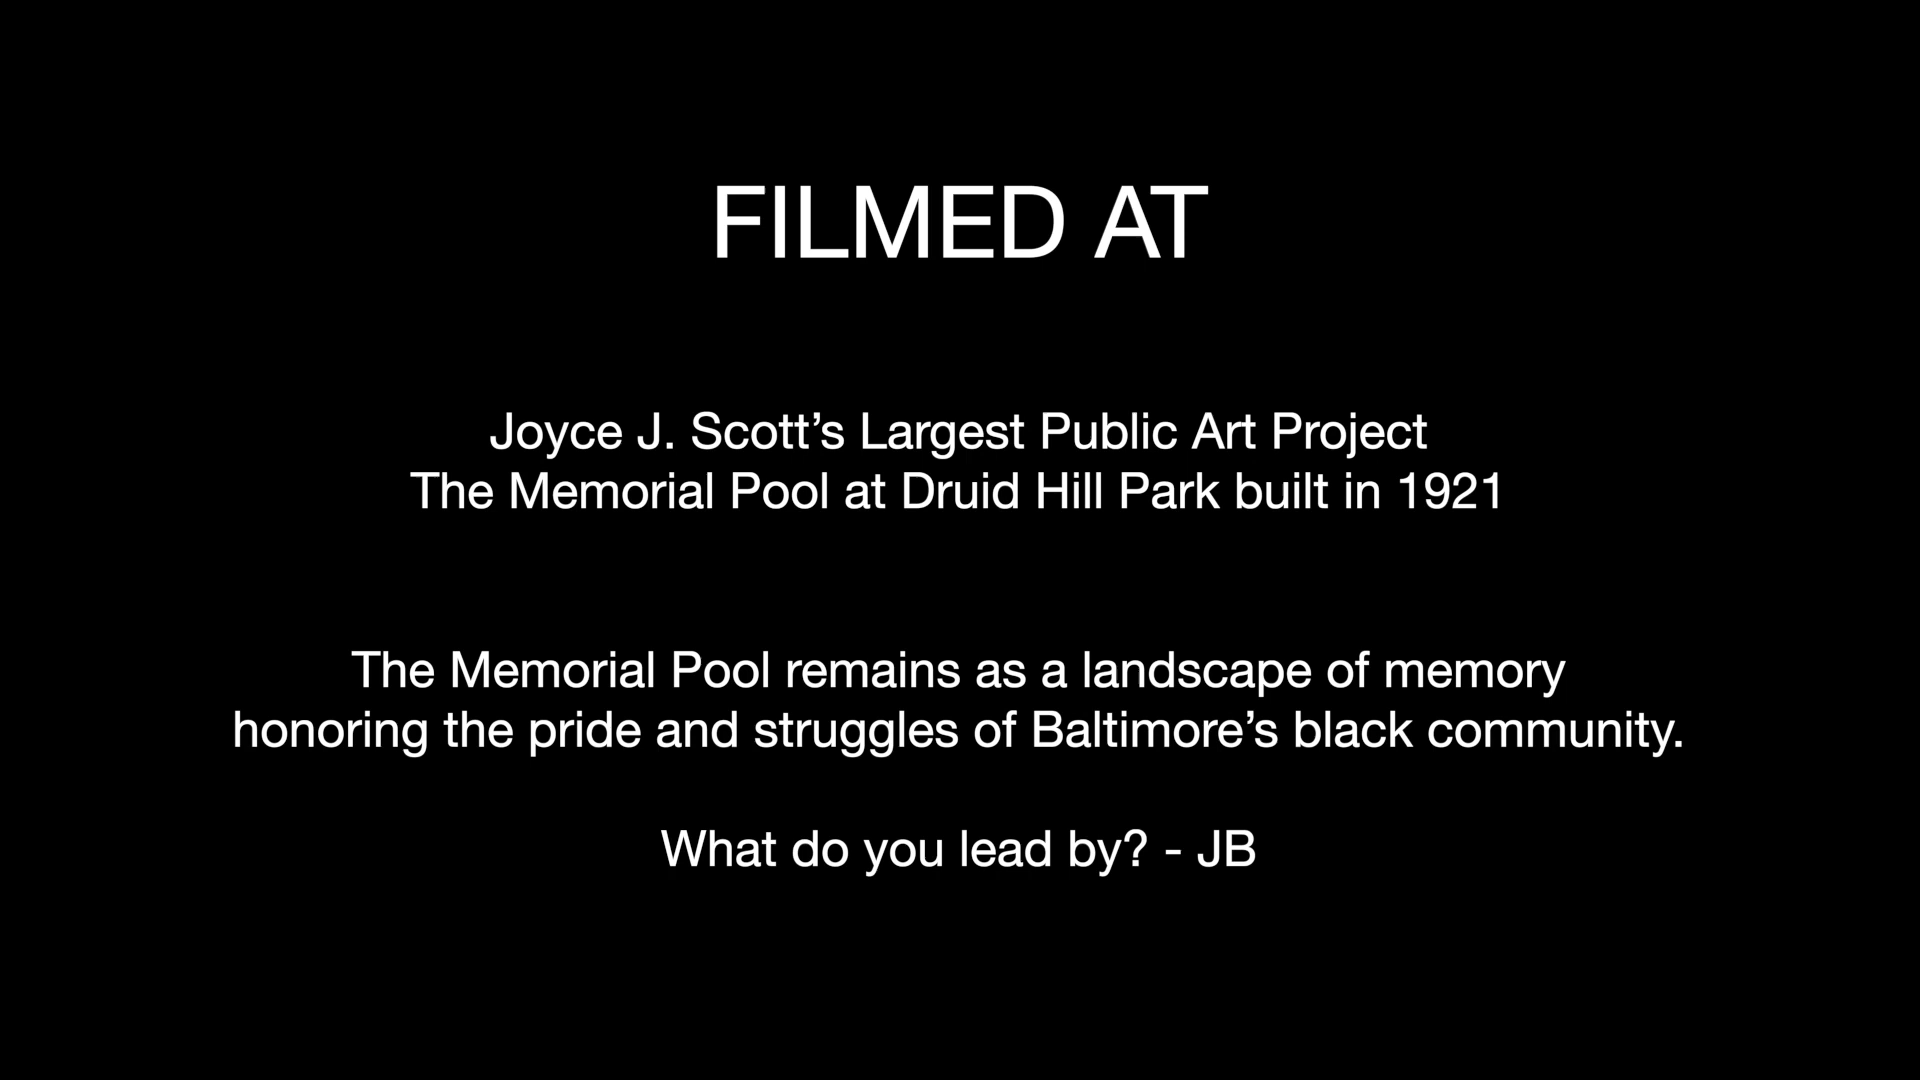 FILMED AT
Joyce J. Scott’s Largest Public Art Project
The Memorial Pool at Druid Hill Park built in 1921
The Memorial Pool remains as a landscape of memory
honoring the pride and struggles of Baltimore’s black community.
What do you lead by? - JB